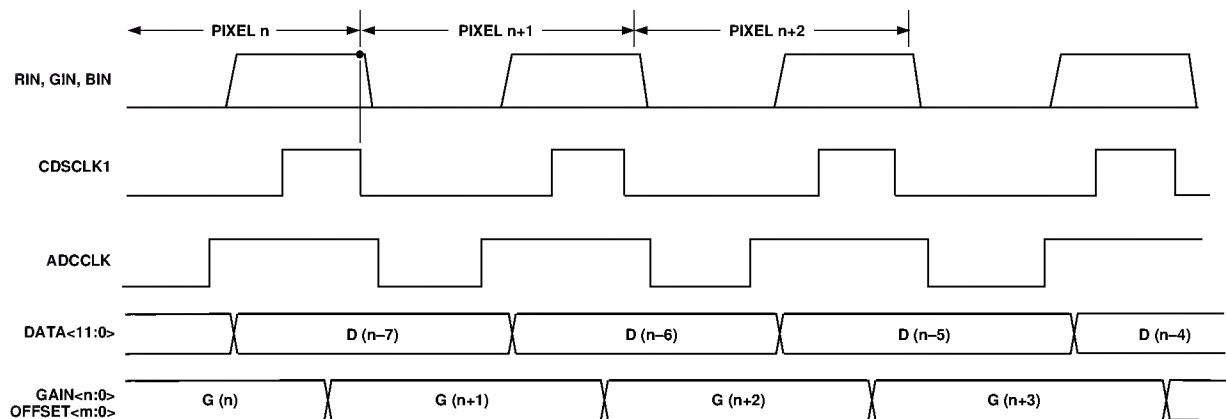 PIXEL n PIXEL n+1 PIXEL n+2
RIN, GIN, BIN
CDSCLK1
ADCCLK
DATA<11:0> D (n–7) D (n–6) D (n–5) D (n–4)
GAIN<n:0>
OFFSET<m:0> G (n) G (n+1) G (n+2) G (n+3)